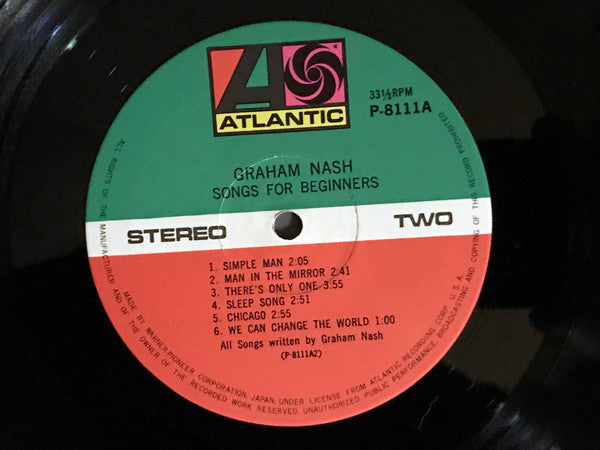 ATLANTIC
33⅓RPM
P-8111A
GRAHAM NASH
SONGS FOR BEGINNERS
STEREO
TWO
1. SIMPLE MAN 2:05
2. MAN IN THE MIRROR 2:41
3. THERE'S ONLY ONE 3:55
4. SLEEP SONG 2:51
5. CHICAGO 2:55
6. WE CAN CHANGE THE WORLD 1:00
All Songs written by Graham Nash
(P-8111A2)
MADE BY WARNER-PIONEER CORPORATION, JAPAN, UNDER LICENSE FROM ATLANTIC RECORDING CORP. U.S.A.
ALL RIGHTS OF THE MANUFACTURER AND OF THE OWNER OF THE RECORDED WORK RESERVED. UNAUTHORIZED PUBLIC PERFORMANCE, BROADCASTING AND COPYING OF THIS RECORD PROHIBITED